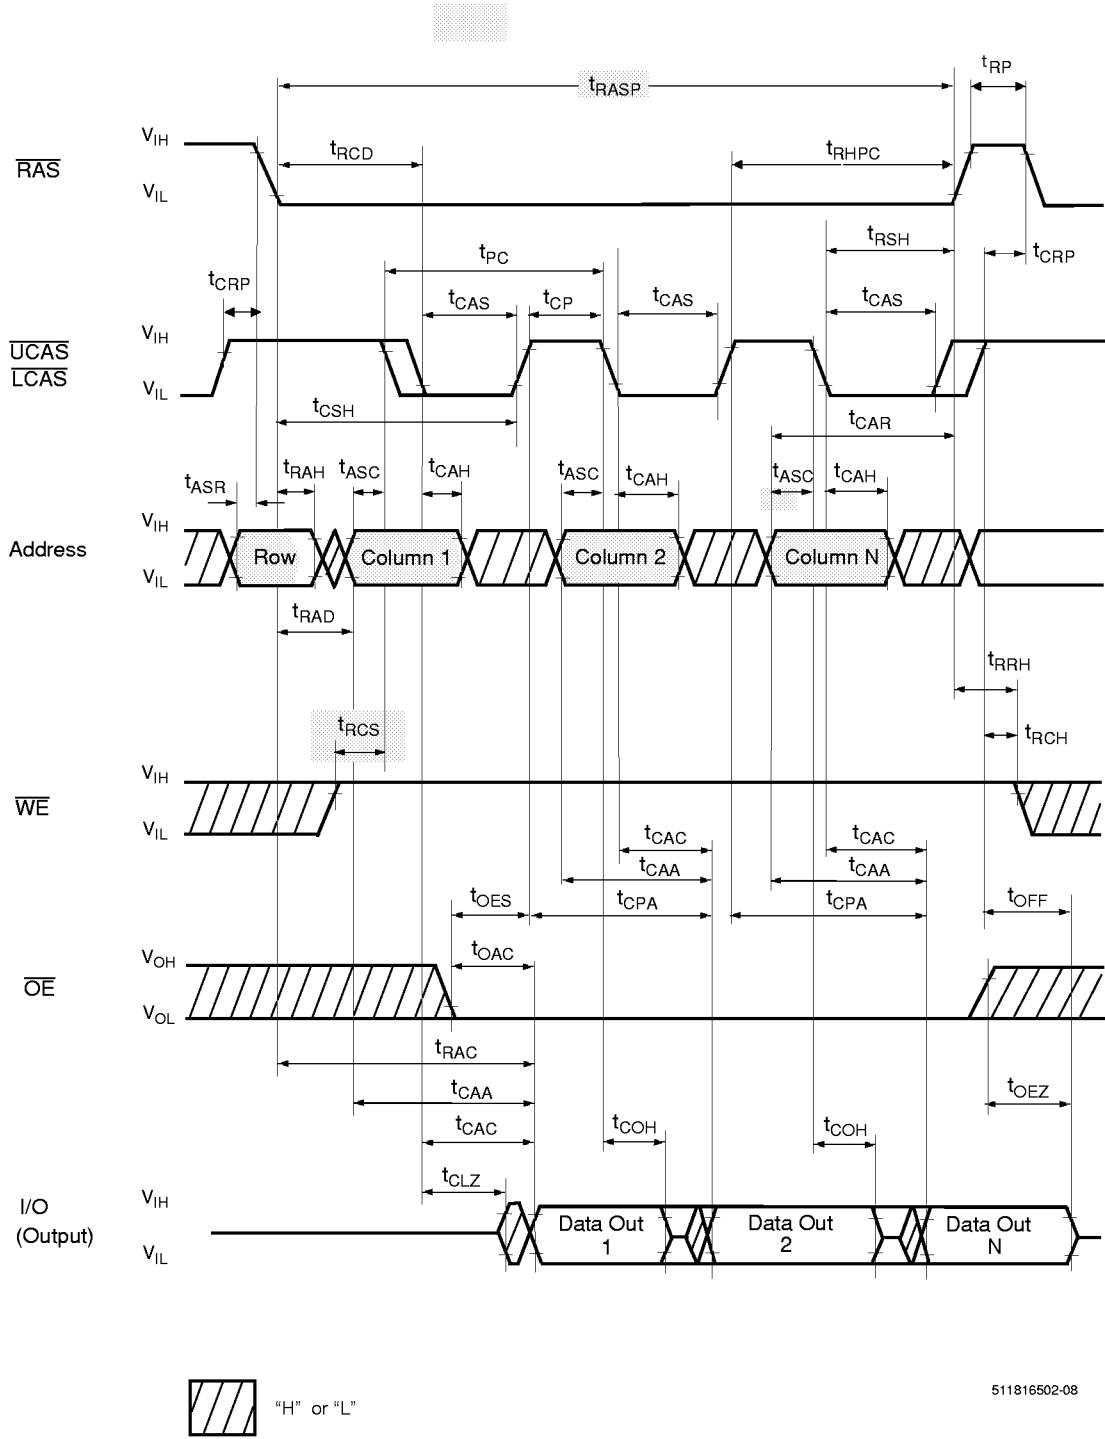 tRASP
tRP
RAS
VIH
VIL
tRCD
tRHPC
tRSH
tCRP
tPC
tCRP
tCAS
tCP
tCAS
tCAS
UCAS
LCAS
VIH
VIL
tCSH
tCAR
tASR
tRAH
tASC
tCAH
tASC
tCAH
tASC
tCAH
Address
VIH
VIL
Row
Column 1
Column 2
Column N
tRAD
tRRH
tRCS
tRCH
WE
VIH
VIL
tCAC
tCAC
tCAA
tCAA
tOES
tCPA
tCPA
tOFF
tOAC
OE
VOH
VOL
tRAC
tCAA
tOEZ
tCAC
tCOH
tCOH
tCLZ
I/O
(Output)
VIH
VIL
Data Out
1
Data Out
2
Data Out
N
"H" or "L"
511816502-08